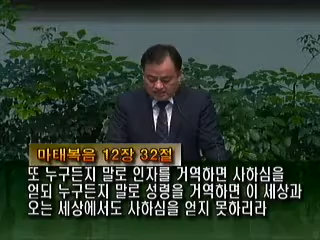 마태복음 12장 32절
또 누구든지 말로 인자를 거역하면 사하심을
얻되 누구든지 말로 성령을 거역하면 이 세상과
오는 세상에서도 사하심을 얻지 못하리라